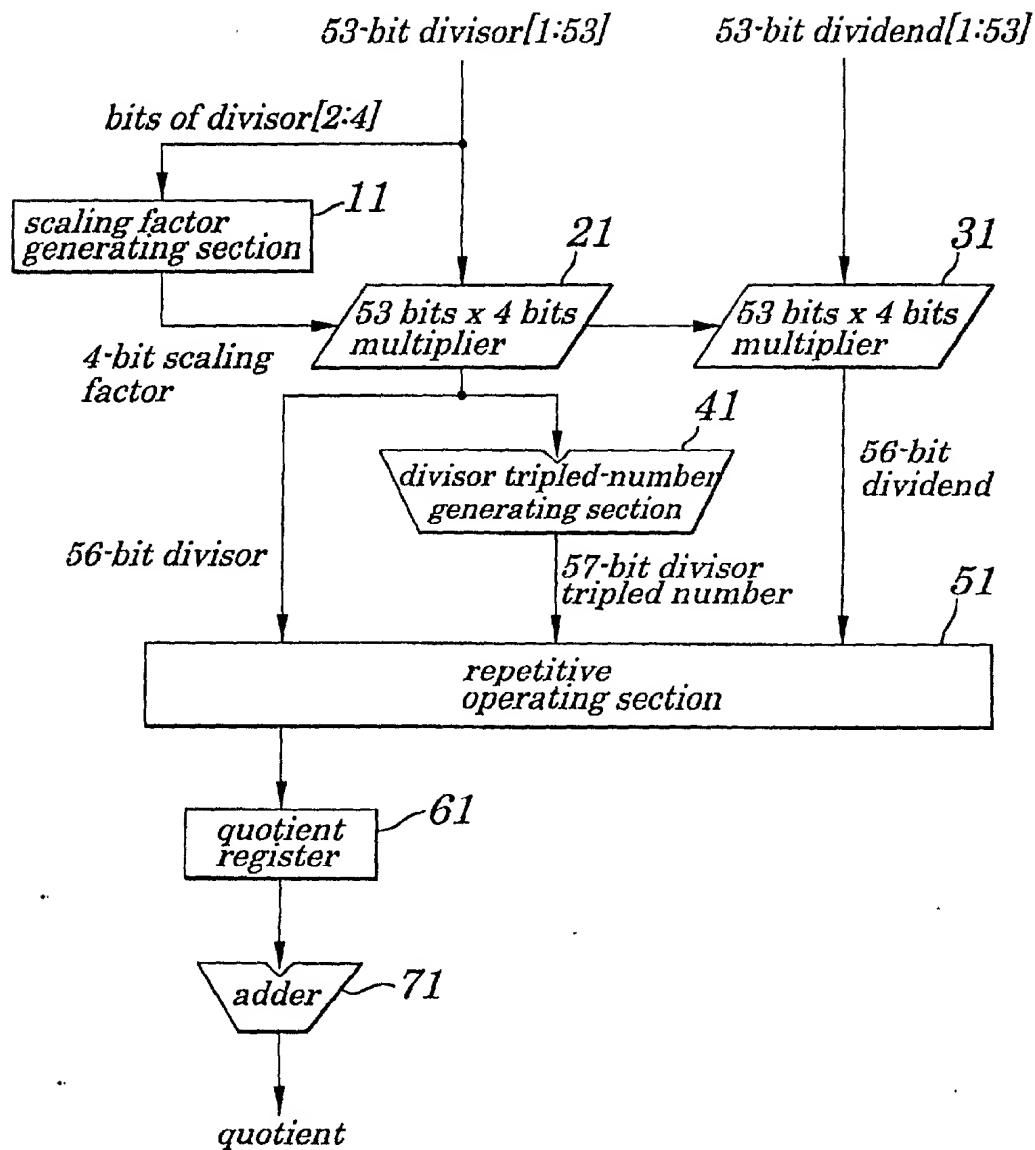 53-bit divisor[1:53]
53-bit dividend[1:53]
bits of divisor[2:4]
11
scaling factor
generating section
21
31
53 bits x 4 bits
multiplier
53 bits x 4 bits
multiplier
4-bit scaling
factor
41
divisor tripled-number
generating section
56-bit
dividend
56-bit divisor
57-bit divisor
tripled number
51
repetitive
operating section
61
quotient
register
adder
71
quotient